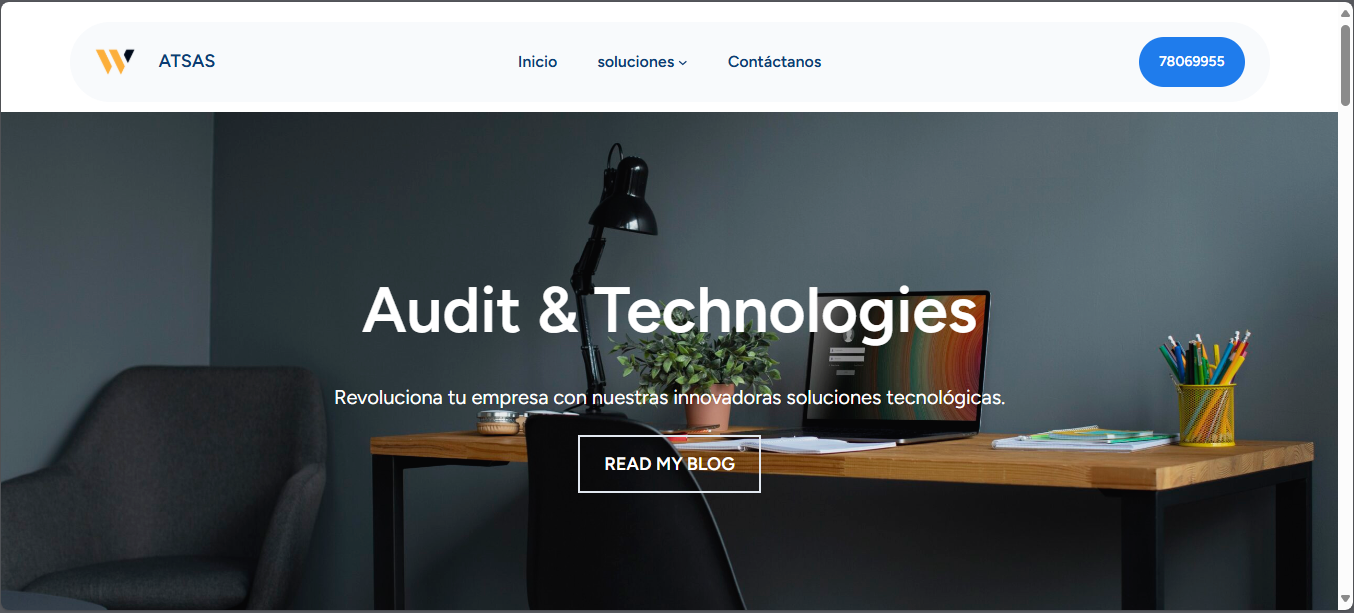 ATSAS
Inicio
soluciones
Contáctanos
78069955
Audit & Technologies
Revoluciona tu empresa con nuestras innovadoras soluciones tecnológicas.
READ MY BLOG